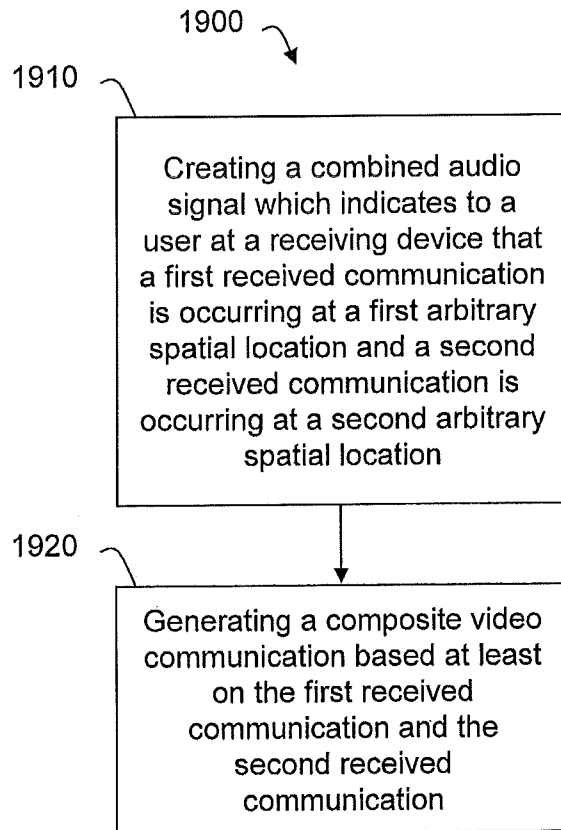 1900
1910
Creating a combined audio
signal which indicates to a
user at a receiving device that
a first received communication
is occurring at a first arbitrary
spatial location and a second
received communication is
occurring at a second arbitrary
spatial location
1920
Generating a composite video
communication based at least
on the first received
communication and the
second received
communication